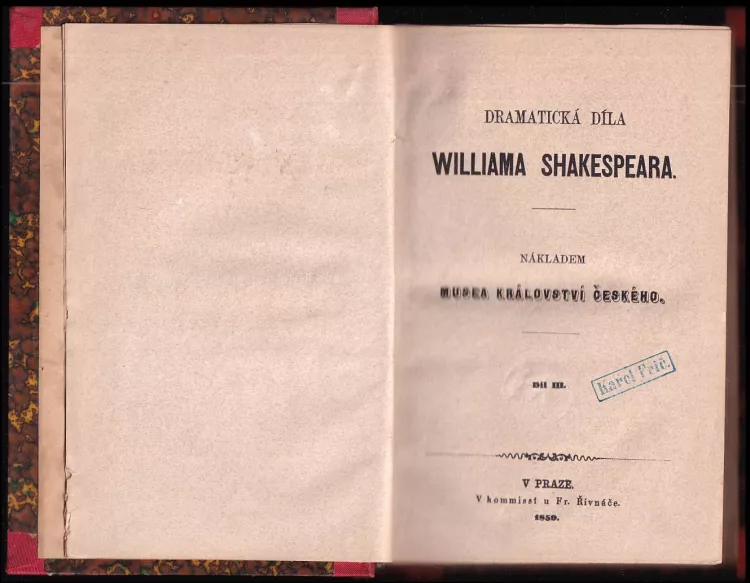 DRAMATICKÁ DÍLA
WILLIAMA SHAKESPEARA.
NÁKLADEM
MUSEA KRÁLOVSTVÍ ČESKÉHO.
Díl III.
Karel Frič.
V PRAZE.
V kommissí u Fr. Řivnáče.
1859.